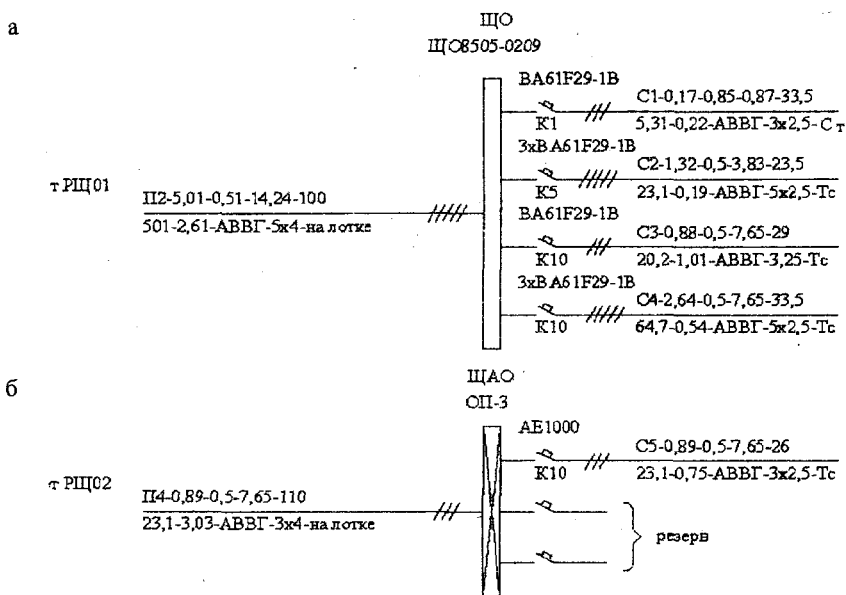 а
ЩО
ЩО8505-0209
ВА61F29-1В
С1-0,17-0,85-0,87-33,5
К1
5,31-0,22-АВВГ-3х2,5-Ст
3хВА61F29-1В
С2-1,32-0,5-3,83-23,5
К5
23,1-0,19-АВВГ-5х2,5-Тс
т РЩ01
П2-5,01-0,51-14,24-100
501-2,61-АВВГ-5х4-на лотке
ВА61F29-1В
С3-0,88-0,5-7,65-29
К10
20,2-1,01-АВВГ-3,25-Тс
3хВА61F29-1В
С4-2,64-0,5-7,65-33,5
К10
64,7-0,54-АВВГ-5х2,5-Тс
б
ЩАО
ОП-3
АЕ1000
С5-0,89-0,5-7,65-26
К10
23,1-0,75-АВВГ-3х2,5-Тс
т РЩ02
П4-0,89-0,5-7,65-110
23,1-3,03-АВВГ-3х4-на лотке
резерв